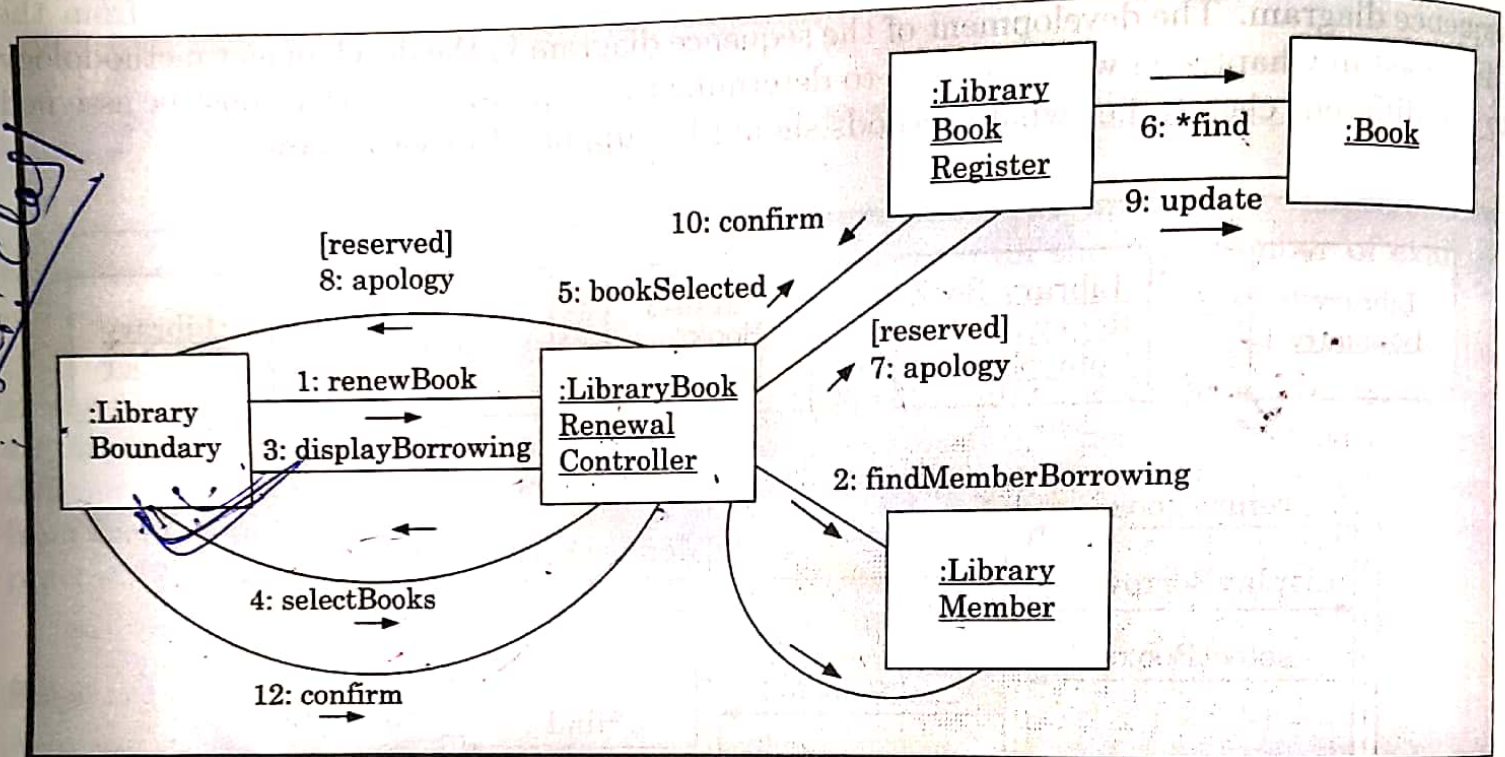 :Library
Book
Register
6: *find
:Book
9: update
10: confirm
[reserved]
8: apology
5: bookSelected
[reserved]
7: apology
1: renewBook
:Library
Boundary
3: displayBorrowing
:LibraryBook
Renewal
Controller
2: findMemberBorrowing
:Library
Member
4: selectBooks
12: confirm